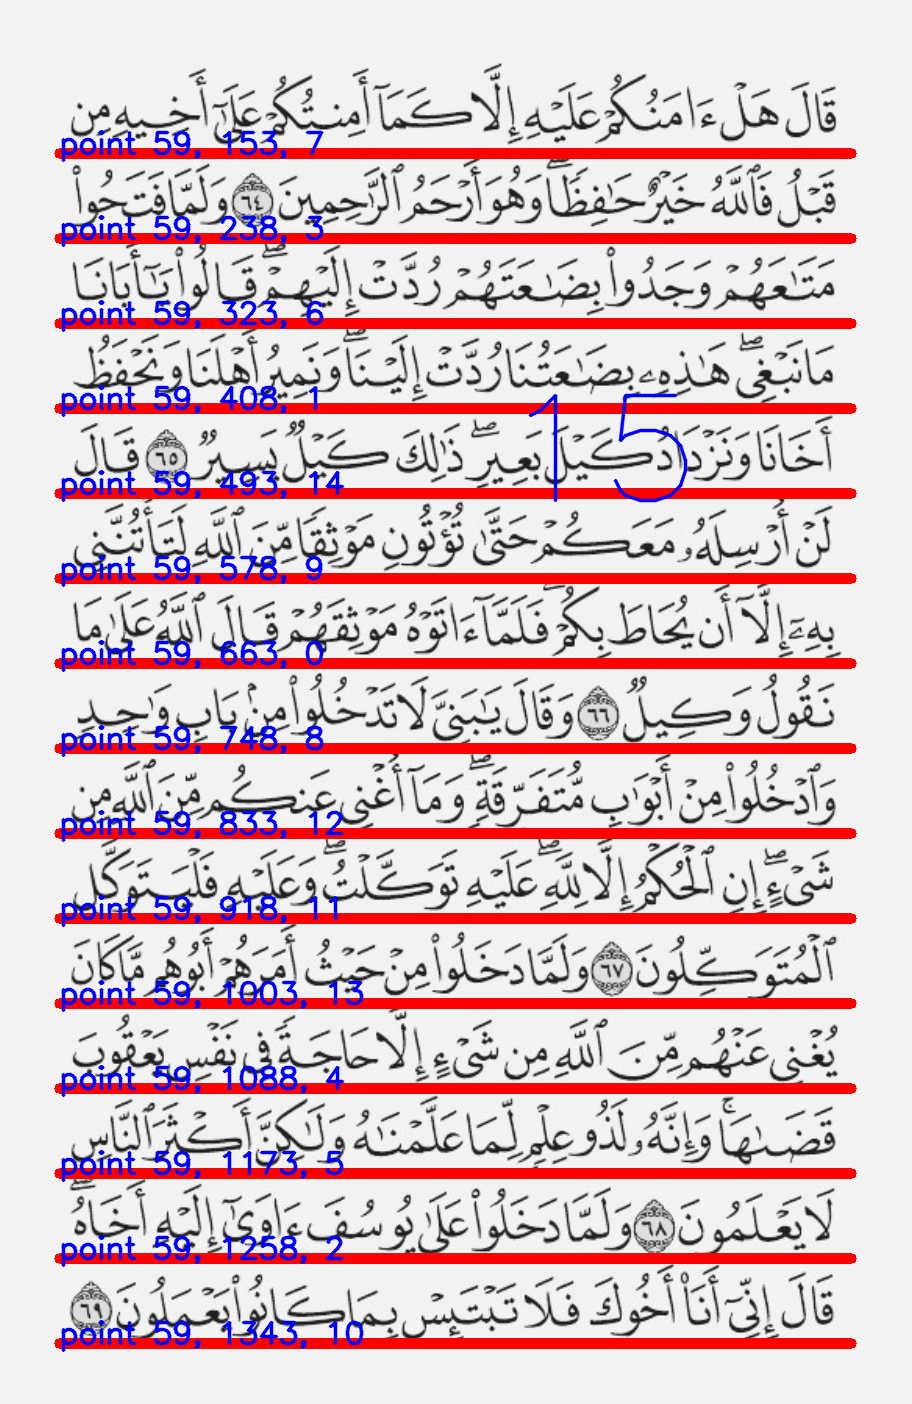 قَالَ هَلْ ءَامَنُكُمْ عَلَيْهِ إِلَّا كَمَآ أَمِنتُكُمْ عَلَىٰٓ أَخِيهِ مِن
point 59, 153, 7
قَبْلُ فَٱللَّهُ خَيْرٌ حَـٰفِظًا ۖ وَهُوَ أَرْحَمُ ٱلرَّٰحِمِينَ ٦٤ وَلَمَّا فَتَحُوا۟
point 59, 238, 3
مَتَـٰعَهُمْ وَجَدُوا۟ بِضَـٰعَتَهُمْ رُدَّتْ إِلَيْهِمْ ۖ قَالُوا۟ يَـٰٓأَبَانَا
point 59, 323, 6
مَا نَبْغِى ۖ هَـٰذِهِۦ بِضَـٰعَتُنَا رُدَّتْ إِلَيْنَا ۖ وَنَمِيرُ أَهْلَنَا وَنَحْفَظُ
point 59, 408, 1
أَخَانَا وَنَزْدَادُ كَيْلَ بَعِيرٍ ۖ ذَٰلِكَ كَيْلٌ يَسِيرٌ ٦٥ قَالَ
15
point 59, 493, 14
لَنْ أُرْسِلَهُۥ مَعَكُمْ حَتَّىٰ تُؤْتُونِ مَوْثِقًا مِّنَ ٱللَّهِ لَتَأْتُنَّنِى
point 59, 578, 9
بِهِۦٓ إِلَّآ أَن يُحَاطَ بِكُمْ ۖ فَلَمَّآ ءَاتَوْهُ مَوْثِقَهُمْ قَالَ ٱللَّهُ عَلَىٰ مَا
point 59, 663, 0
نَقُولُ وَكِيلٌ ٦٦ وَقَالَ يَـٰبَنِىَّ لَا تَدْخُلُوا۟ مِنۢ بَابٍ وَٰحِدٍ
point 59, 748, 8
وَٱدْخُلُوا۟ مِنْ أَبْوَٰبٍ مُّتَفَرِّقَةٍ ۖ وَمَآ أُغْنِى عَنكُم مِّنَ ٱللَّهِ مِن
point 59, 833, 12
شَىْءٍ ۖ إِنِ ٱلْحُكْمُ إِلَّا لِلَّهِ ۖ عَلَيْهِ تَوَكَّلْتُ ۖ وَعَلَيْهِ فَلْيَتَوَكَّلِ
point 59, 918, 11
ٱلْمُتَوَكِّلُونَ ٦٧ وَلَمَّا دَخَلُوا۟ مِنْ حَيْثُ أَمَرَهُمْ أَبُوهُم مَّا كَانَ
point 59, 1003, 13
يُغْنِى عَنْهُم مِّنَ ٱللَّهِ مِن شَىْءٍ إِلَّا حَاجَةً فِى نَفْسِ يَعْقُوبَ
point 59, 1088, 4
قَضَىٰهَا ۚ وَإِنَّهُۥ لَذُو عِلْمٍ لِّمَا عَلَّمْنَـٰهُ وَلَـٰكِنَّ أَكْثَرَ ٱلنَّاسِ
point 59, 1173, 5
لَا يَعْلَمُونَ ٦٨ وَلَمَّا دَخَلُوا۟ عَلَىٰ يُوسُفَ ءَاوَىٰٓ إِلَيْهِ أَخَاهُ ۖ
point 59, 1258, 2
قَالَ إِنِّىٓ أَنَا۠ أَخُوكَ فَلَا تَبْتَئِسْ بِمَا كَانُوا۟ يَعْمَلُونَ ٦٩
point 59, 1343, 10